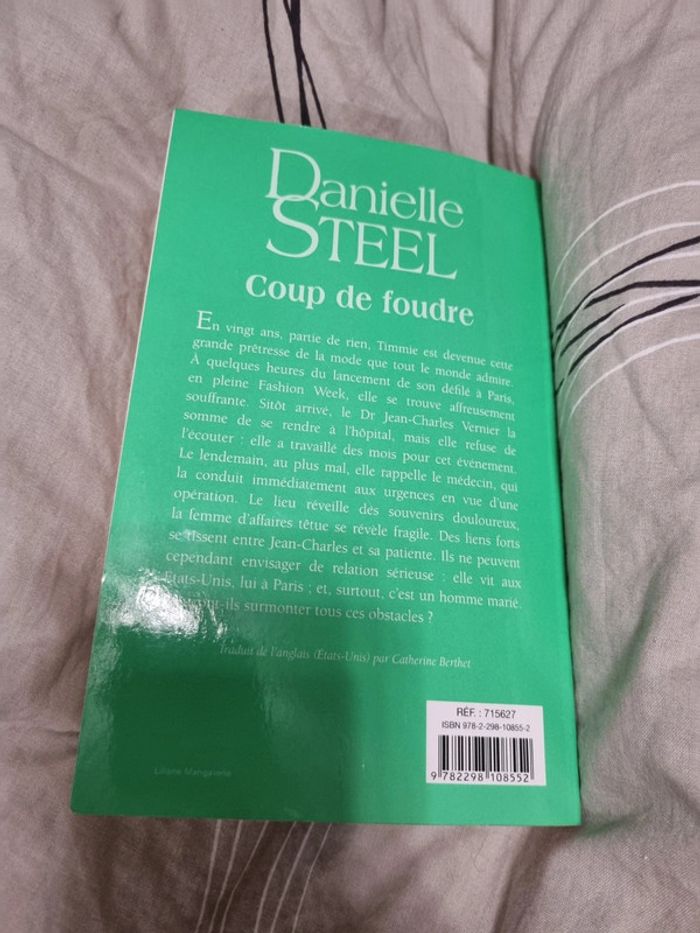 Danielle
STEEL
Coup de foudre
En vingt ans, partie de rien, Timmie est devenue cette
grande prêtresse de la mode que tout le monde admire.
À quelques heures du lancement de son défilé à Paris,
en pleine Fashion Week, elle se trouve affreusement
souffrante. Sitôt arrivé, le Dr Jean-Charles Vernier la
somme de se rendre à l'hôpital, mais elle refuse de
l'écouter : elle a travaillé des mois pour cet événement.
Le lendemain, au plus mal, elle rappelle le médecin, qui
la conduit immédiatement aux urgences en vue d'une
opération. Le lieu réveille des souvenirs douloureux,
la femme d'affaires têtue se révèle fragile. Des liens forts
se tissent entre Jean-Charles et sa patiente. Ils ne peuvent
cependant envisager de relation sérieuse : elle vit aux
États-Unis, lui à Paris ; et, surtout, c'est un homme marié.
surmonter tous ces obstacles ?
Traduit de l'anglais (États-Unis) par Catherine Berthet
RÉF. : 715627
ISBN 978-2-298-10855-2
9 782298 108552
Liliane